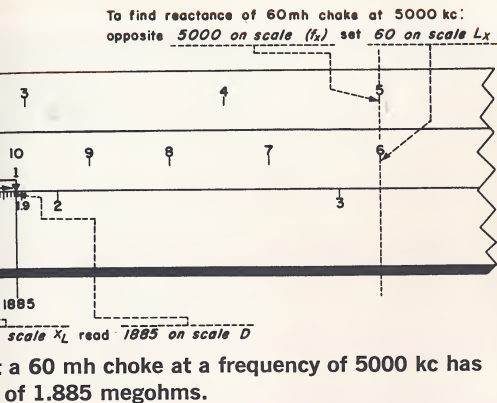 To find reactance of 60mh choke at 5000 kc:
opposite 5000 on scale (fx) set 60 on scale Lx
3 4 5
10 9 8 7 6
1
1.9 2 3
1885
scale XL read 1885 on scale D
a 60 mh choke at a frequency of 5000 kc has
of 1.885 megohms.